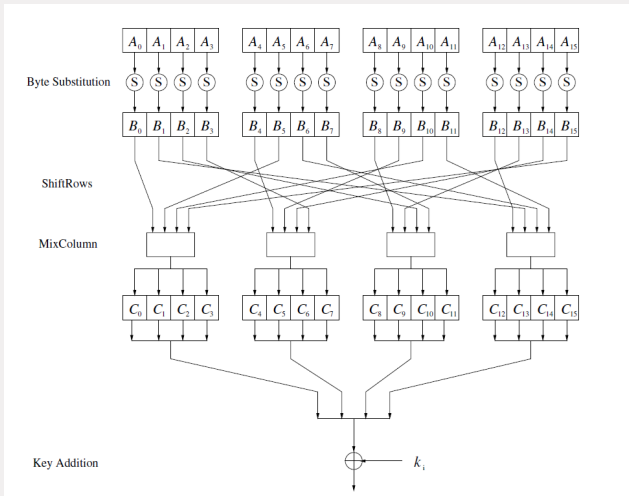 A₀ A₁ A₂ A₃ A₄ A₅ A₆ A₇ A₈ A₉ A₁₀ A₁₁ A₁₂ A₁₃ A₁₄ A₁₅
Byte Substitution S S S S S S S S S S S S S S S S
B₀ B₁ B₂ B₃ B₄ B₅ B₆ B₇ B₈ B₉ B₁₀ B₁₁ B₁₂ B₁₃ B₁₄ B₁₅
ShiftRows
MixColumn
C₀ C₁ C₂ C₃ C₄ C₅ C₆ C₇ C₈ C₉ C₁₀ C₁₁ C₁₂ C₁₃ C₁₄ C₁₅
Key Addition kᵢ